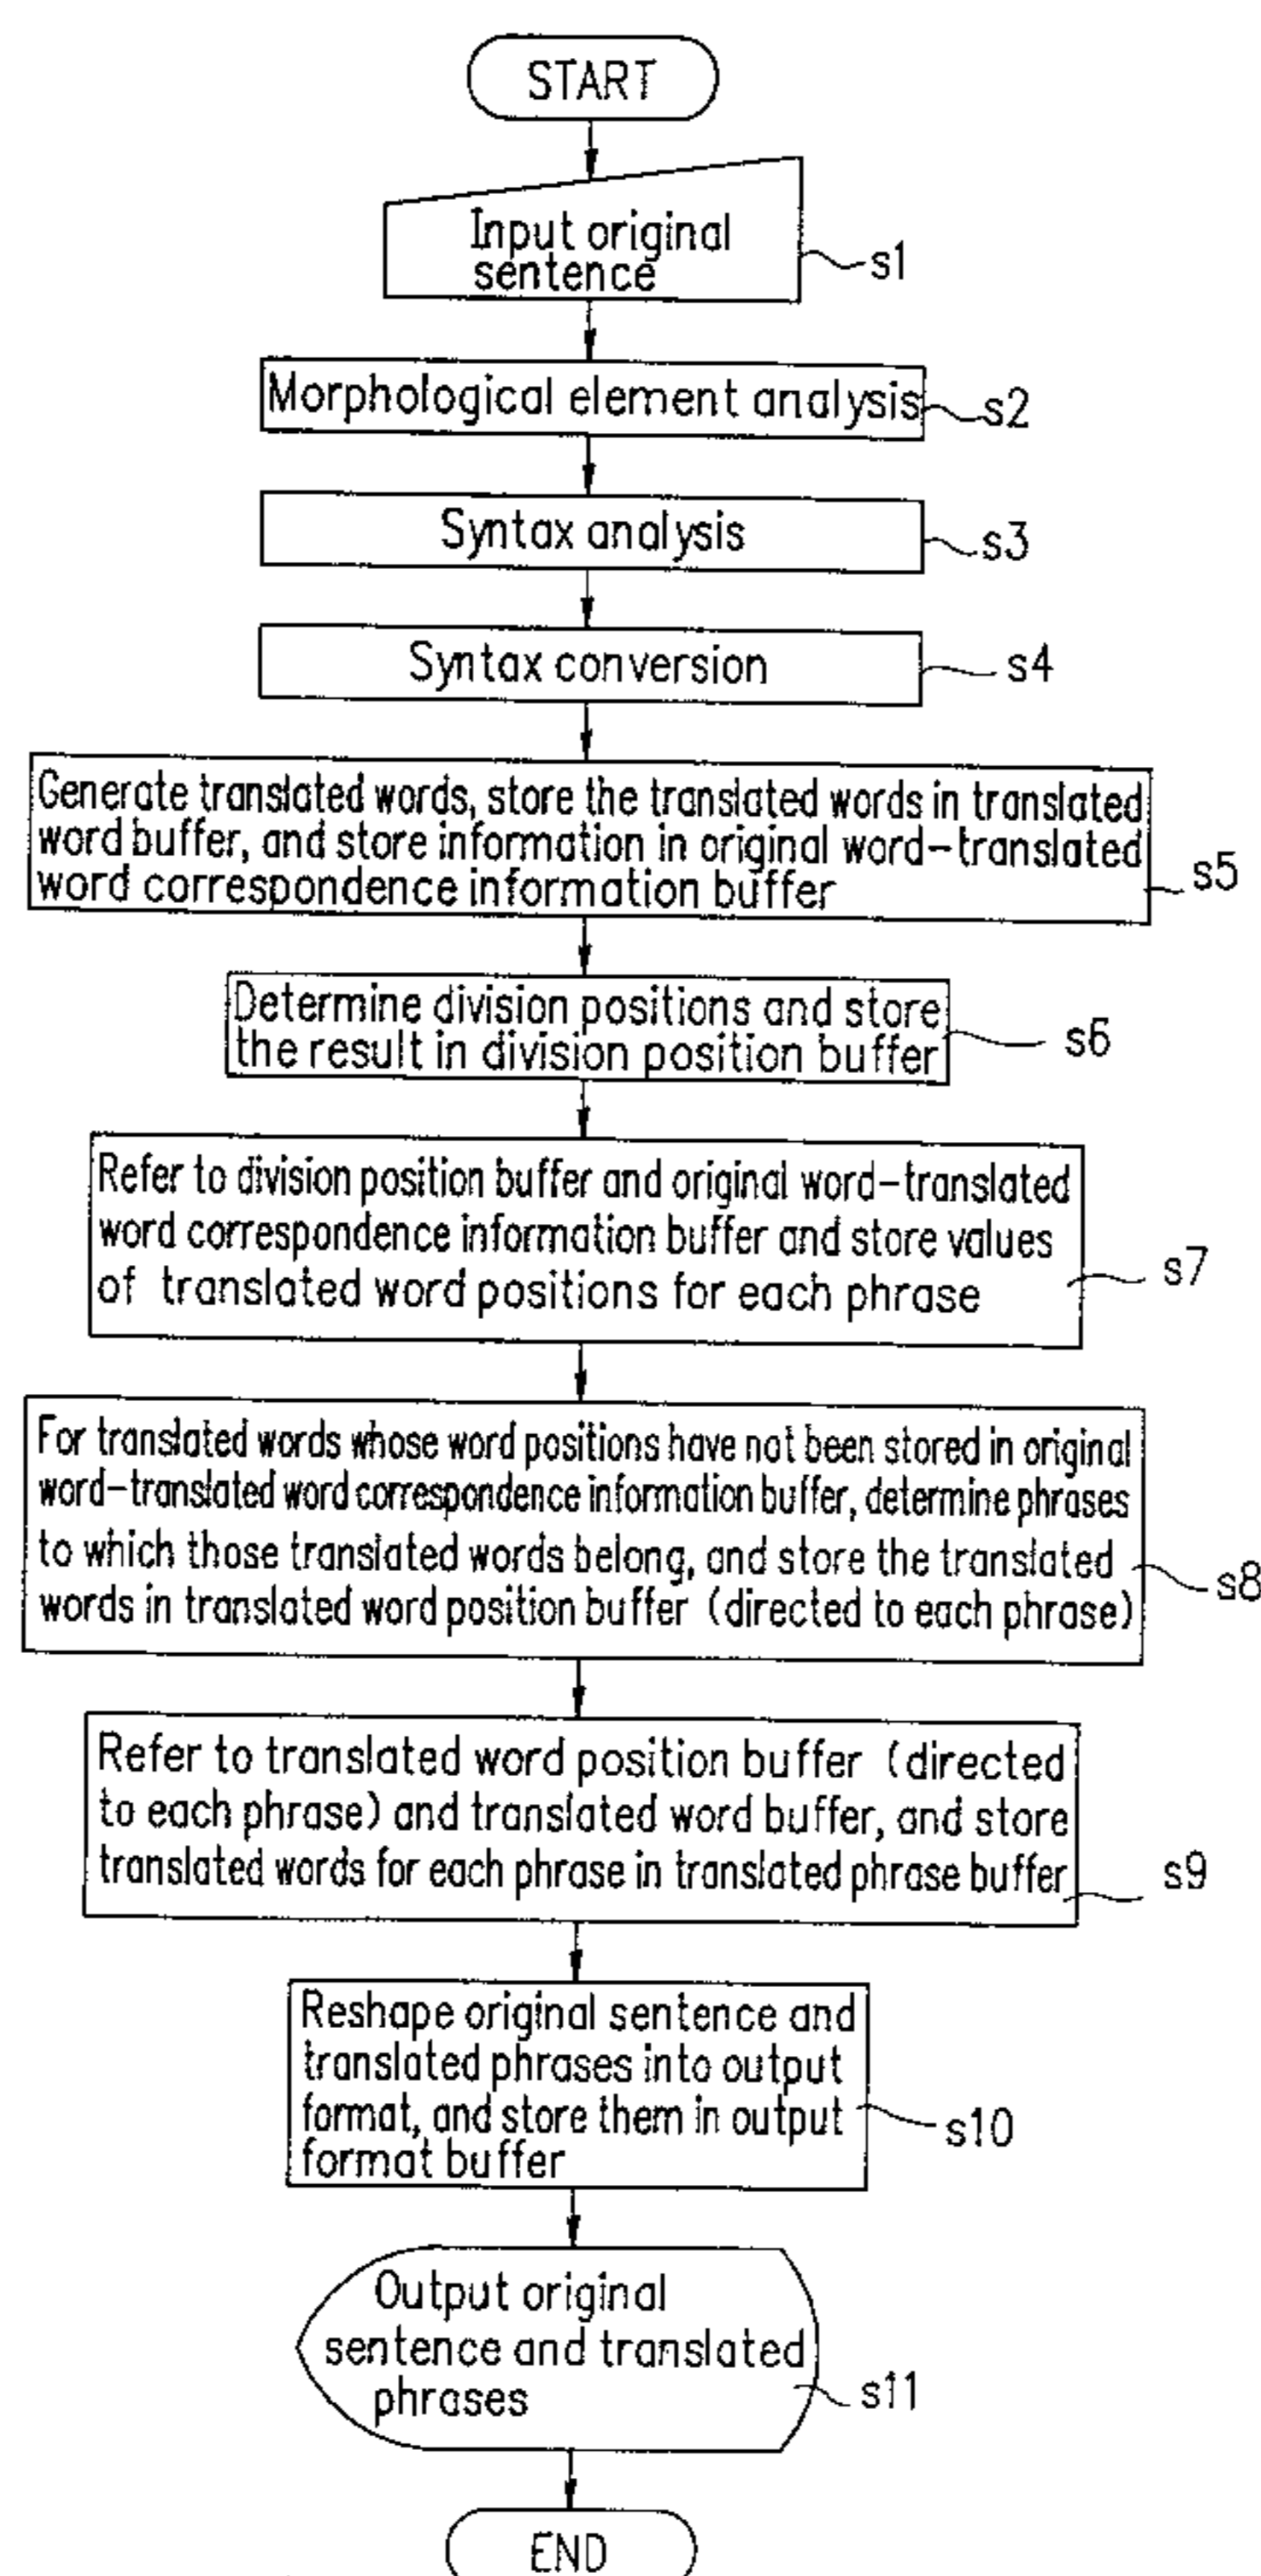 START
Input original
sentence
s1
Morphological element analysis
s2
Syntax analysis
s3
Syntax conversion
s4
Generate translated words, store the translated words in translated
word buffer, and store information in original word-translated
word correspondence information buffer
s5
Determine division positions and store
the result in division position buffer
s6
Refer to division position buffer and original word-translated
word correspondence information buffer and store values
of translated word positions for each phrase
s7
For translated words whose word positions have not been stored in original
word-translated word correspondence information buffer, determine phrases
to which those translated words belong, and store the translated
words in translated word position buffer (directed to each phrase)
s8
Refer to translated word position buffer (directed
to each phrase) and translated word buffer, and store
translated words for each phrase in translated phrase buffer
s9
Reshape original sentence and
translated phrases into output
format, and store them in output
format buffer
s10
Output original
sentence and translated
phrases
s11
END